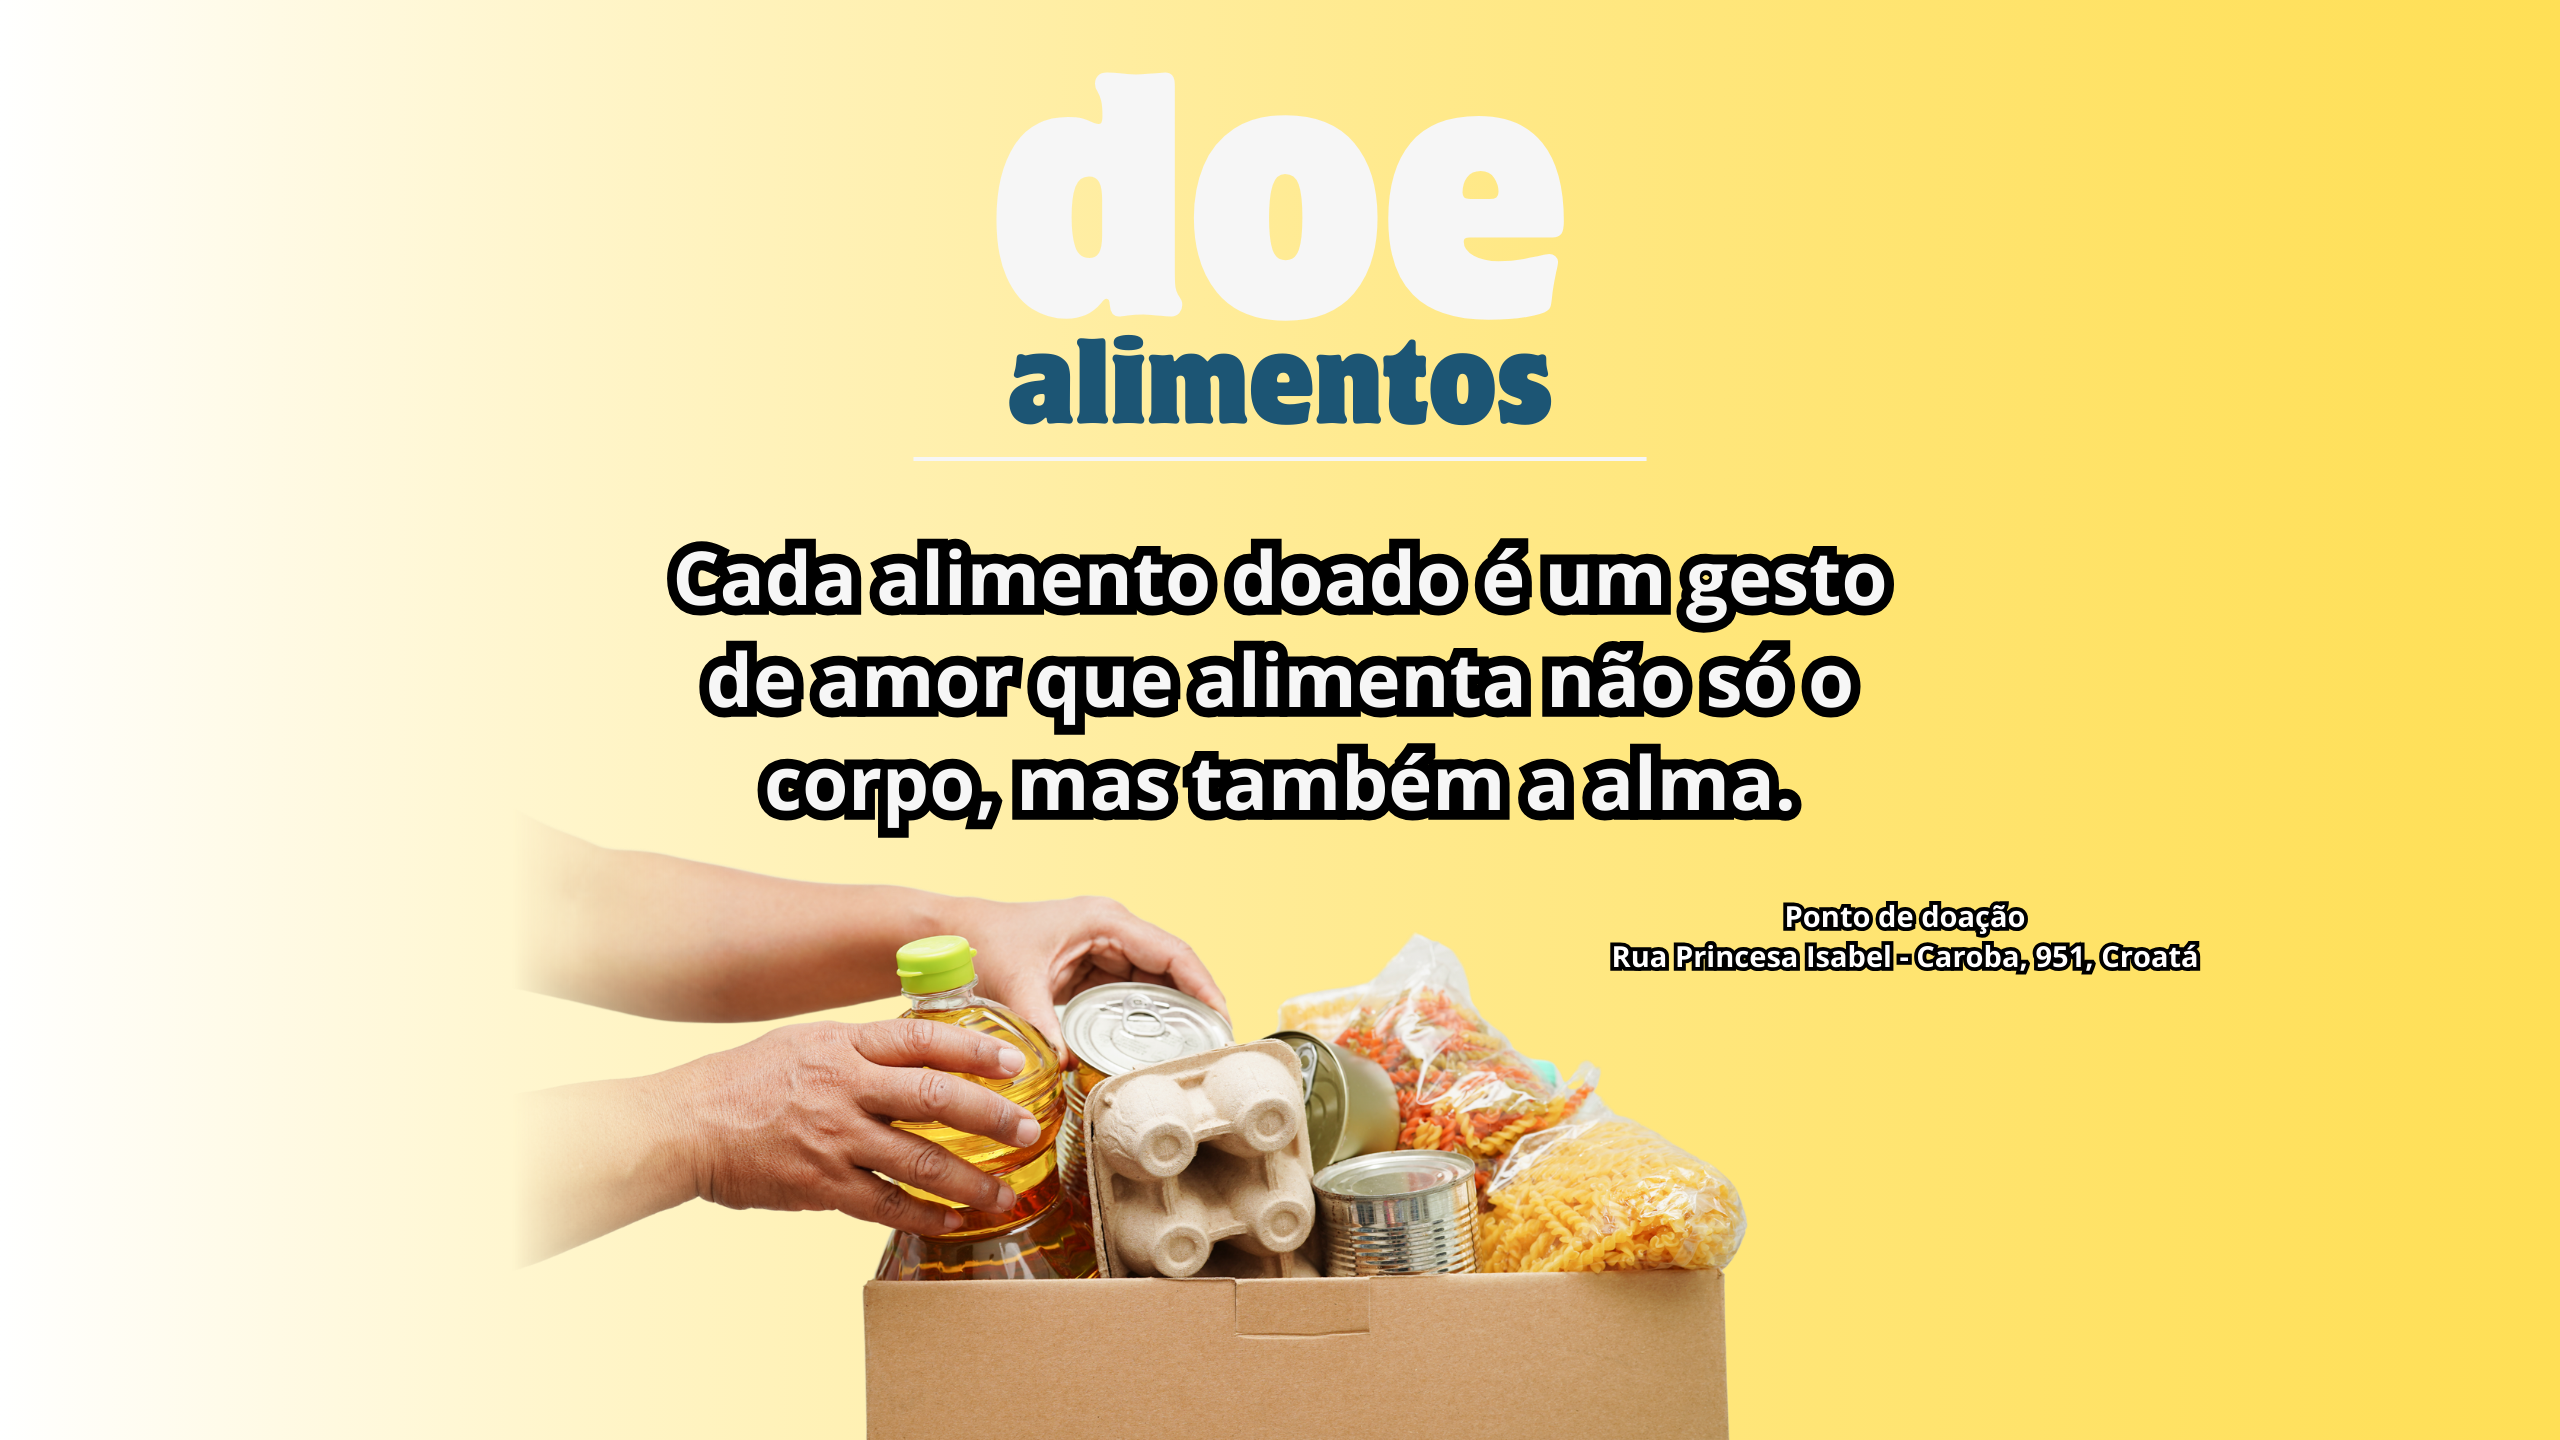 doe
alimentos
Cada alimento doado é um gesto
de amor que alimenta não só o
corpo, mas também a alma.
Ponto de doação
Rua Princesa Isabel - Caroba, 951, Croatá